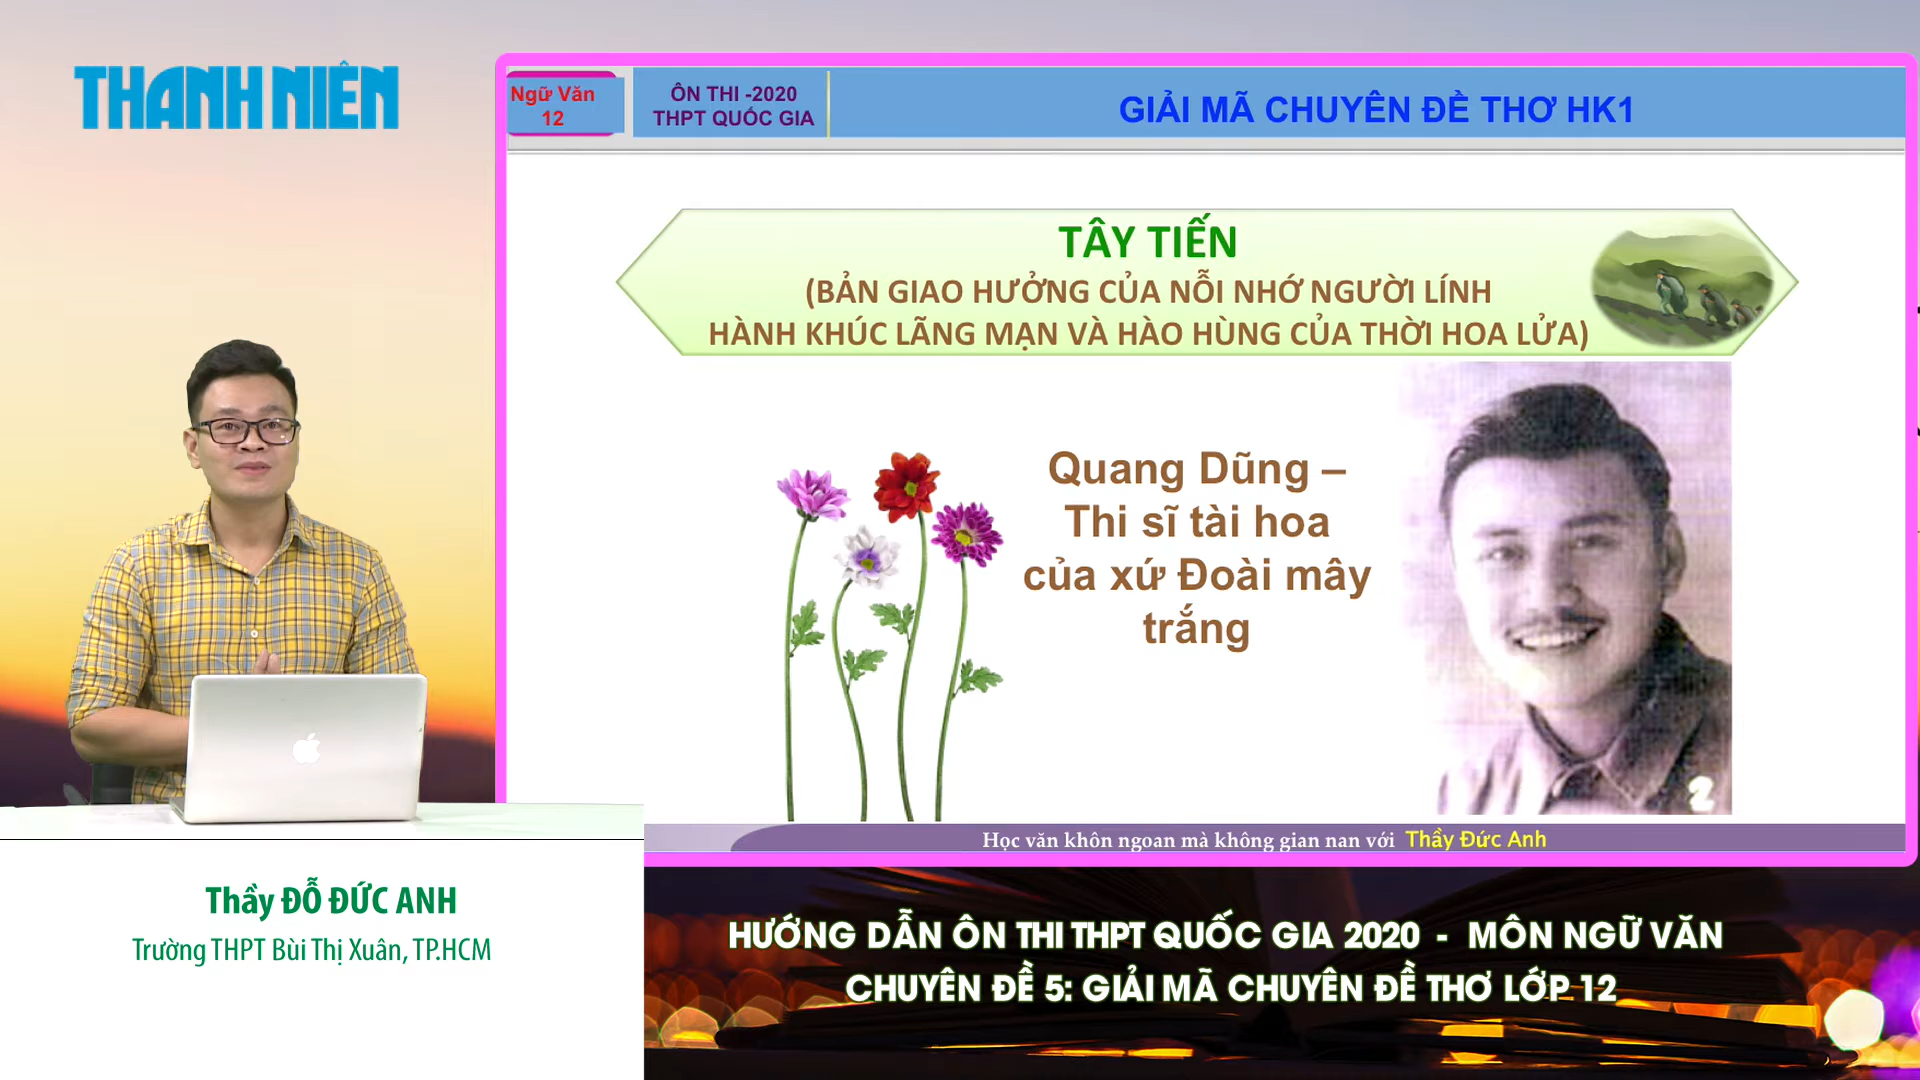 THANH NIÊN
Ngữ Văn
12
ÔN THI -2020
THPT QUỐC GIA
GIẢI MÃ CHUYÊN ĐỀ THƠ HK1
TÂY TIẾN
(BẢN GIAO HƯỞNG CỦA NỖI NHỚ NGƯỜI LÍNH
HÀNH KHÚC LÃNG MẠN VÀ HÀO HÙNG CỦA THỜI HOA LỬA)
Quang Dũng –
Thi sĩ tài hoa
của xứ Đoài mây
trắng
2
Học văn khôn ngoan mà không gian nan với Thầy Đức Anh
Thầy ĐỖ ĐỨC ANH
Trường THPT Bùi Thị Xuân, TP.HCM
HƯỚNG DẪN ÔN THI THPT QUỐC GIA 2020 - MÔN NGỮ VĂN
CHUYÊN ĐỀ 5: GIẢI MÃ CHUYÊN ĐỀ THƠ LỚP 12